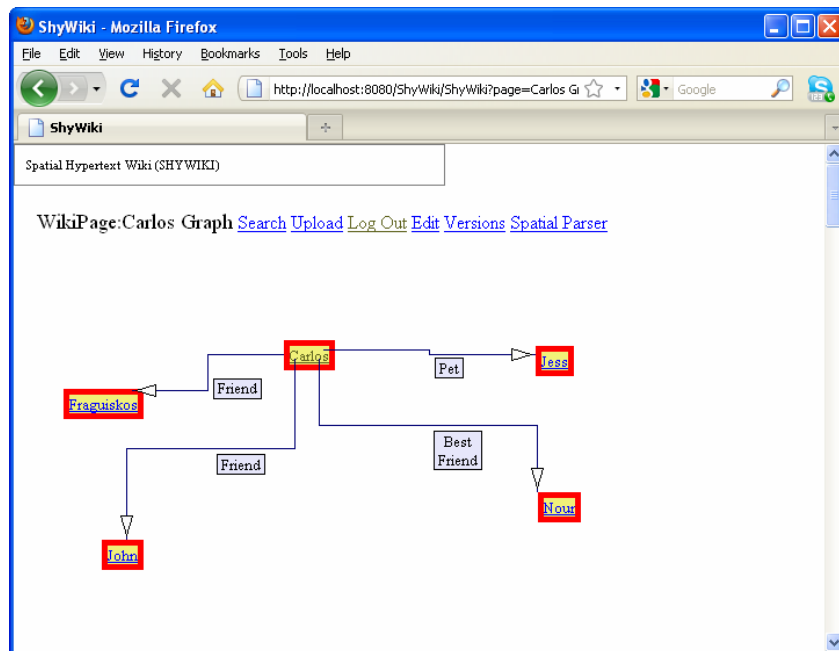 ShyWiki - Mozilla Firefox
File Edit View History Bookmarks Tools Help
http://localhost:8080/ShyWiki/ShyWiki?page=Carlos Gr
Google
ShyWiki
Spatial Hypertext Wiki (SHYWIKI)
WikiPage:Carlos Graph Search Upload Log Out Edit Versions Spatial Parser
Carlos
Jess
Pet
Friend
Fraguiskos
Best
Friend
Friend
Nour
John